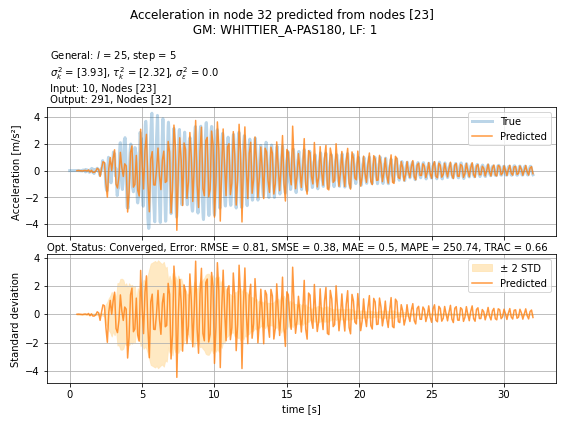 Acceleration in node 32 predicted from nodes [23]
GM: WHITTIER_A-PAS180, LF: 1
General: l = 25, step = 5
σ²ₖ = [3.93], τ²ₖ = [2.32], σ²ε = 0.0
Input: 10, Nodes [23]
Output: 291, Nodes [32]
Acceleration [m/s²]
4
2
0
−2
−4
True
Predicted
Opt. Status: Converged, Error: RMSE = 0.81, SMSE = 0.38, MAE = 0.5, MAPE = 250.74, TRAC = 0.66
Standard deviation
4
2
0
−2
−4
± 2 STD
Predicted
0 5 10 15 20 25 30
time [s]